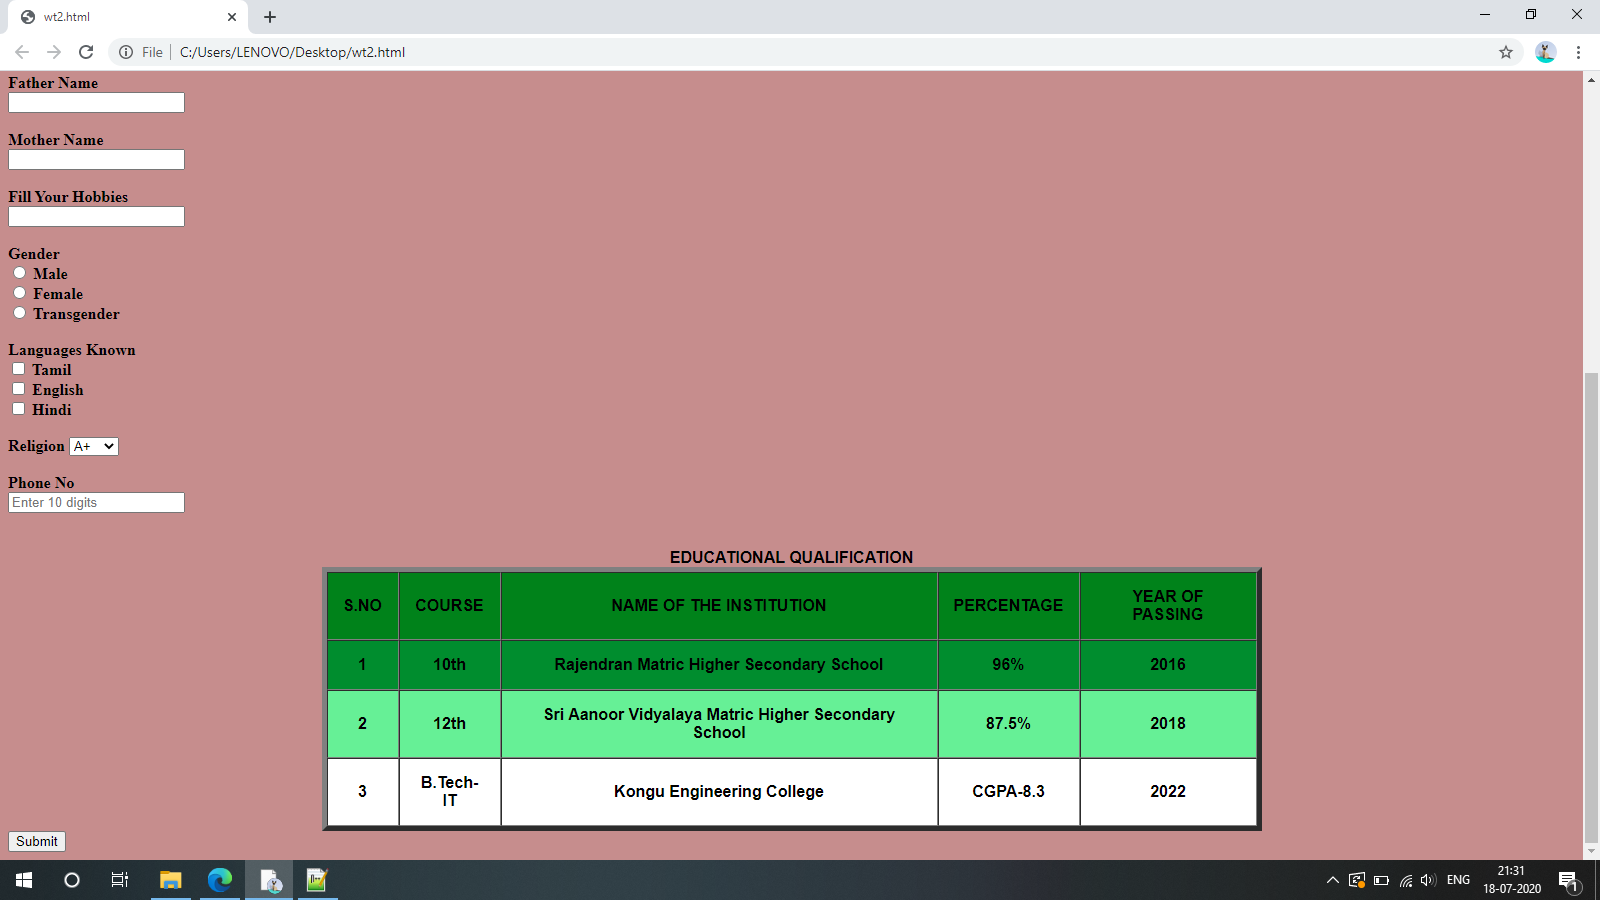 wt2.html
File
C:/Users/LENOVO/Desktop/wt2.html
Father Name
Mother Name
Fill Your Hobbies
Gender
Male
Female
Transgender
Languages Known
Tamil
English
Hindi
Religion A+
Phone No
Enter 10 digits
EDUCATIONAL QUALIFICATION
S.NO COURSE NAME OF THE INSTITUTION PERCENTAGE YEAR OF
PASSING
1 10th Rajendran Matric Higher Secondary School 96% 2016
2 12th Sri Aanoor Vidyalaya Matric Higher Secondary
School 87.5% 2018
3 B.Tech-
IT Kongu Engineering College CGPA-8.3 2022
Submit
ENG
21:31
18-07-2020
1